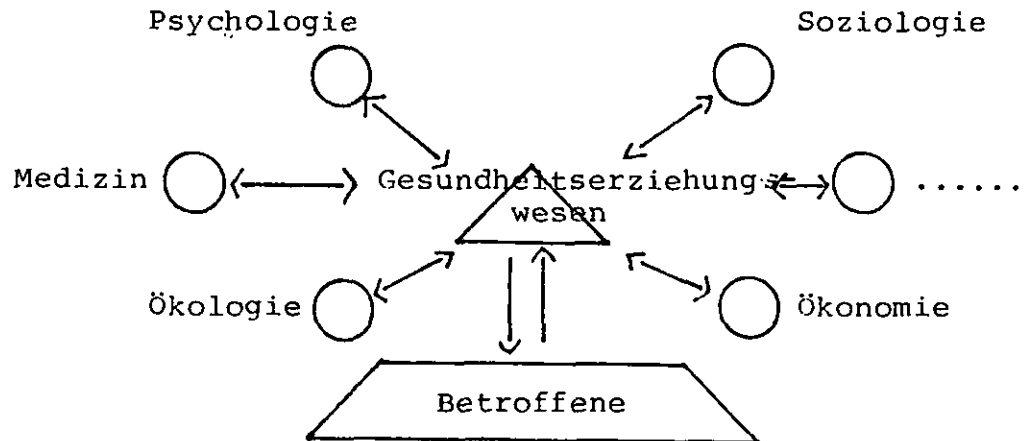 Psychologie
Soziologie
Medizin
Gesundheitserziehungs-
wesen
......
Ökologie
Ökonomie
Betroffene